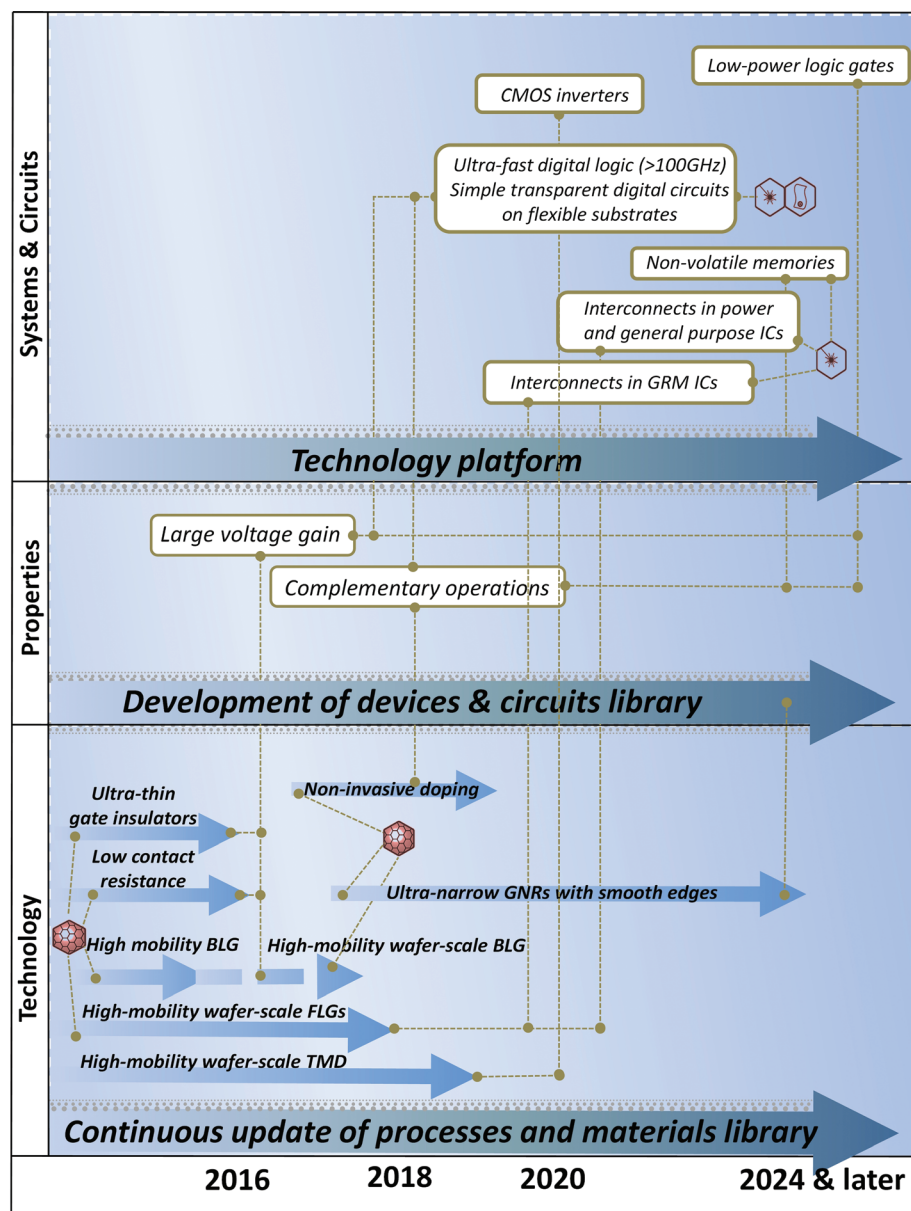 Systems & Circuits
Low-power logic gates
CMOS inverters
Ultra-fast digital logic (>100GHz)
Simple transparent digital circuits
on flexible substrates
Non-volatile memories
Interconnects in power
and general purpose ICs
Interconnects in GRM ICs
Technology platform
Properties
Large voltage gain
Complementary operations
Development of devices & circuits library
Technology
Non-invasive doping
Ultra-thin
gate insulators
Low contact
resistance
Ultra-narrow GNRs with smooth edges
High mobility BLG
High-mobility wafer-scale BLG
High-mobility wafer-scale FLGs
High-mobility wafer-scale TMD
Continuous update of processes and materials library
2016
2018
2020
2024 & later